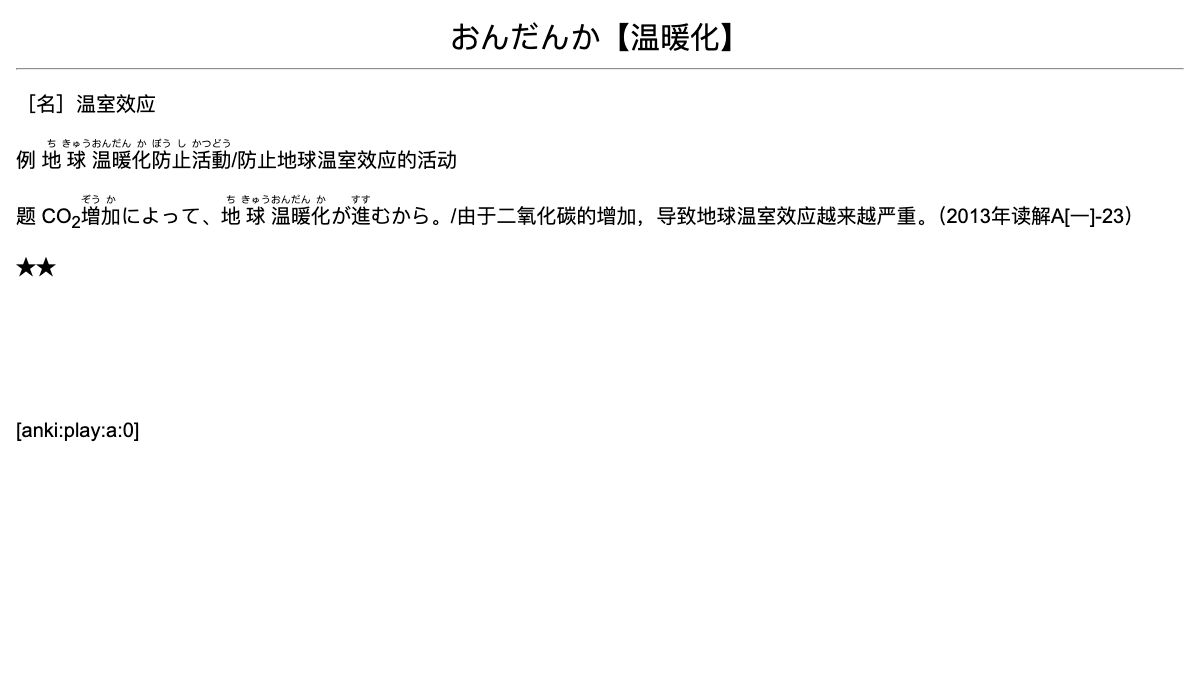 おんだんか【温暖化】
［名］温室效应
例 地球温暖化防止活動/防止地球温室效应的活动
题 CO2増加によって、地球温暖化が進むから。/由于二氧化碳的增加，导致地球温室效应越来越严重。（2013年读解A[一]-23）
★★
[anki:play:a:0]